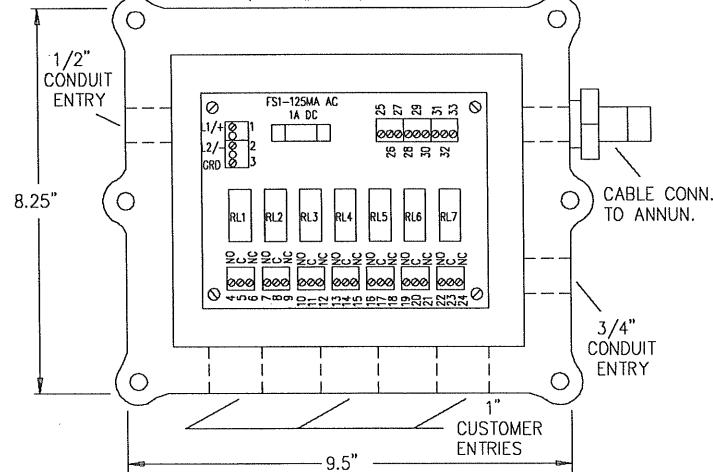 1/2"
CONDUIT
ENTRY
8.25"
FS1-125MA AC
1A DC
L1/+ 1
L2/- 2
GRD 3
25 27 29 31 33
26 28 30 32
CABLE CONN.
TO ANNUN.
RL1 RL2 RL3 RL4 RL5 RL6 RL7
NO C NC NO C NC NO C NC NO C NC NO C NC NO C NC NO C NC
4 5 6 7 8 9 10 11 12 13 14 15 16 17 18 19 20 21 22 23 24
3/4"
CONDUIT
ENTRY
1"
CUSTOMER
ENTRIES
9.5"